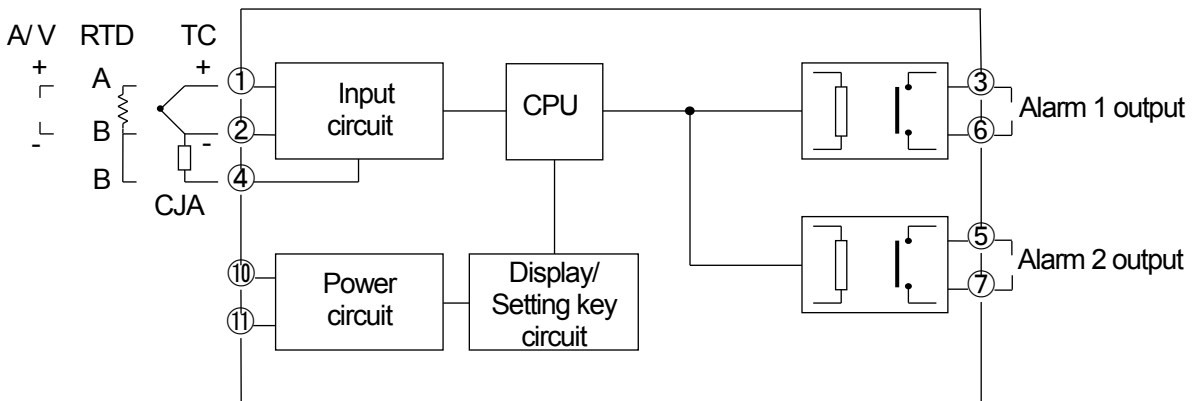 A/V RTD TC
+
A
B
B
-
+
-
CJA
①
②
④
⑩
⑪
Input
circuit
CPU
Power
circuit
Display/
Setting key
circuit
③
⑥
Alarm 1 output
⑤
⑦
Alarm 2 output